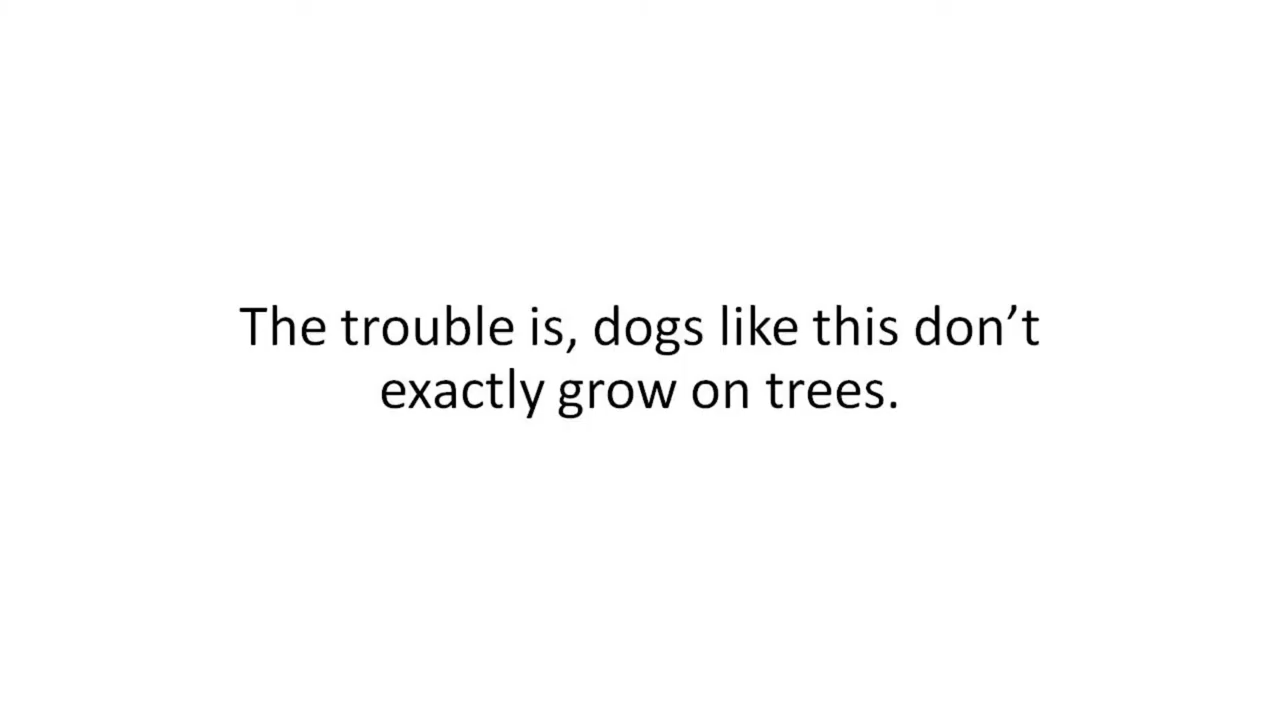 The trouble is, dogs like this don’t
exactly grow on trees.